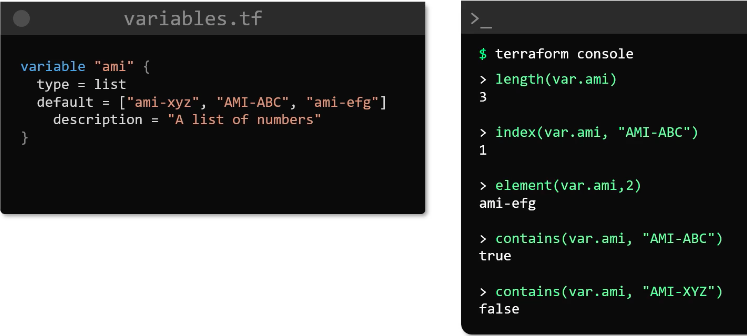 variables.tf
variable "ami" {
  type = list
  default = ["ami-xyz", "AMI-ABC", "ami-efg"]
    description = "A list of numbers"
}
>_
$ terraform console
> length(var.ami)
3
> index(var.ami, "AMI-ABC")
1
> element(var.ami,2)
ami-efg
> contains(var.ami, "AMI-ABC")
true
> contains(var.ami, "AMI-XYZ")
false